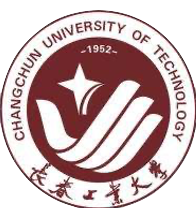 CHANGCHUN UNIVERSITY OF TECHNOLOGY
-1952-
长春工业大学